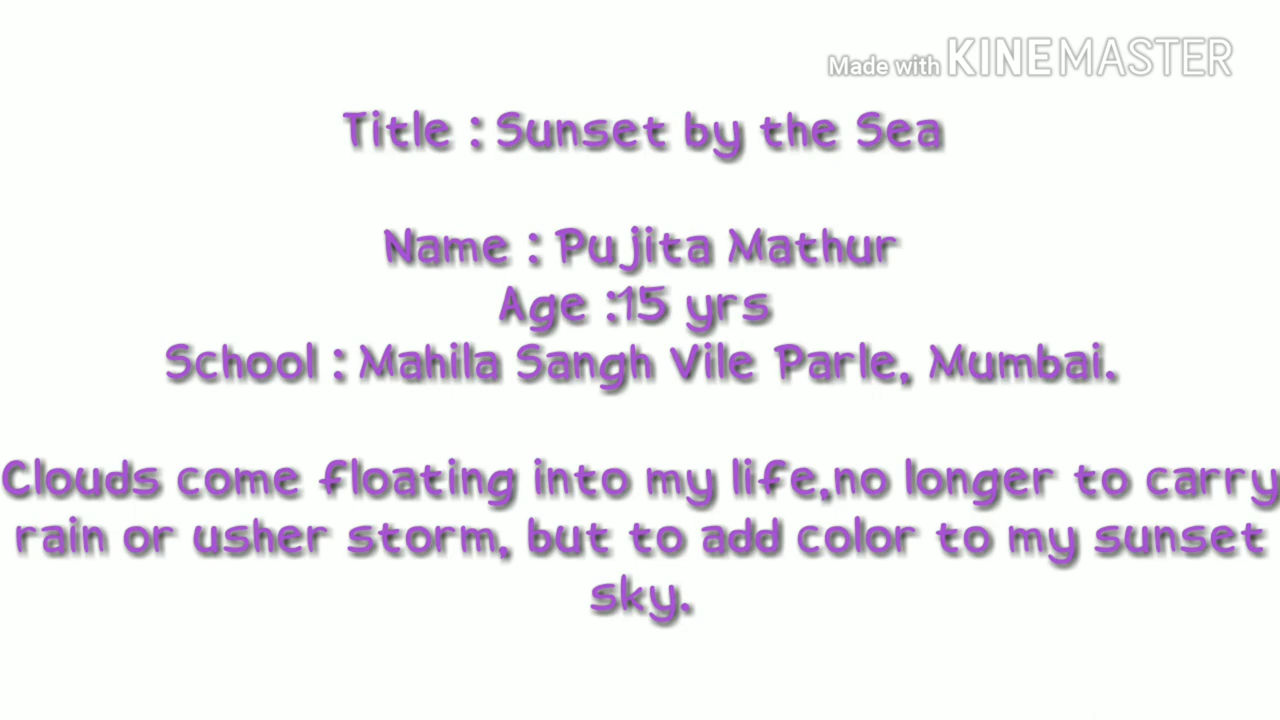 Made with KINEMASTER
Title : Sunset by the Sea
Name : Pujita Mathur
Age :15 yrs
School : Mahila Sangh Vile Parle, Mumbai.
Clouds come floating into my life,no longer to carry
rain or usher storm, but to add color to my sunset
sky.